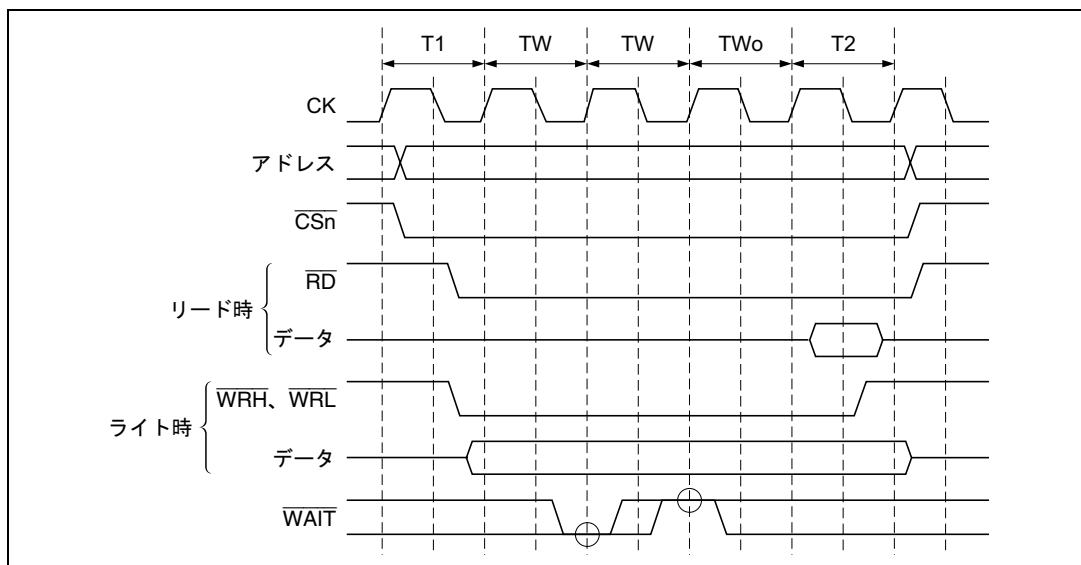 T1 TW TW TWo T2
CK
アドレス
CSn
RD
リード時
データ
WRH、WRL
ライト時
データ
WAIT